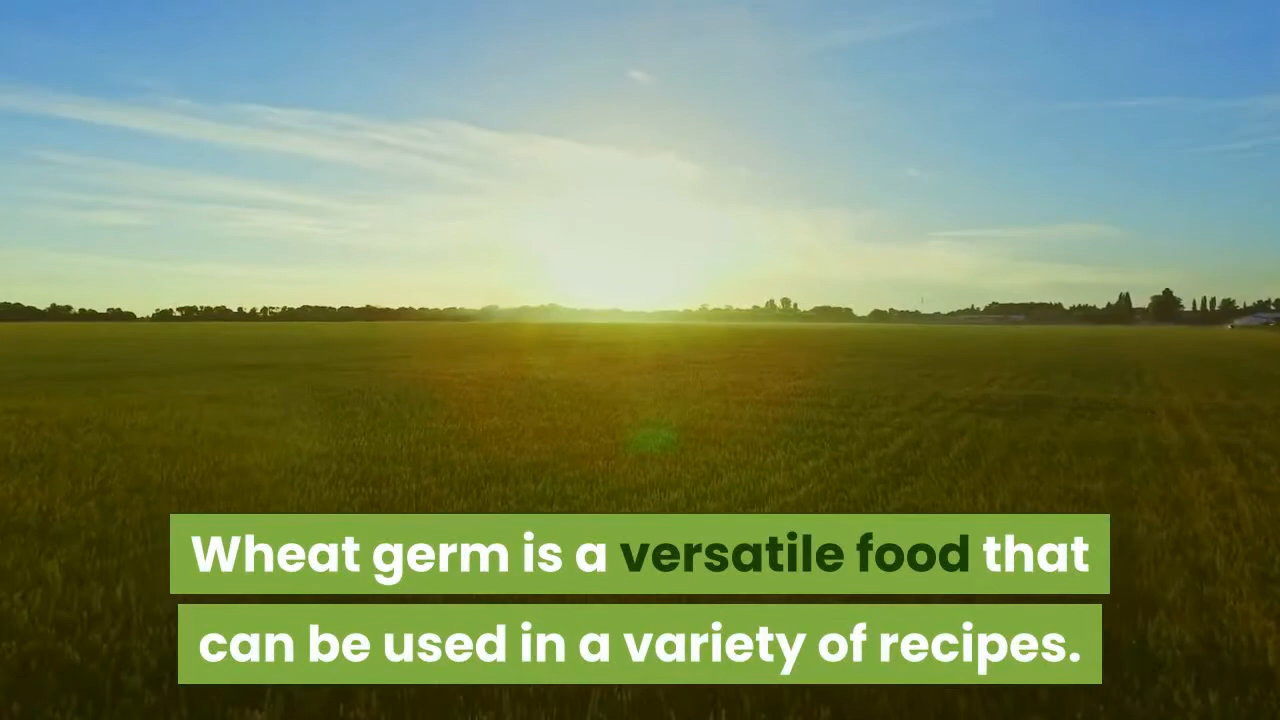 Wheat germ is a versatile food that
can be used in a variety of recipes.